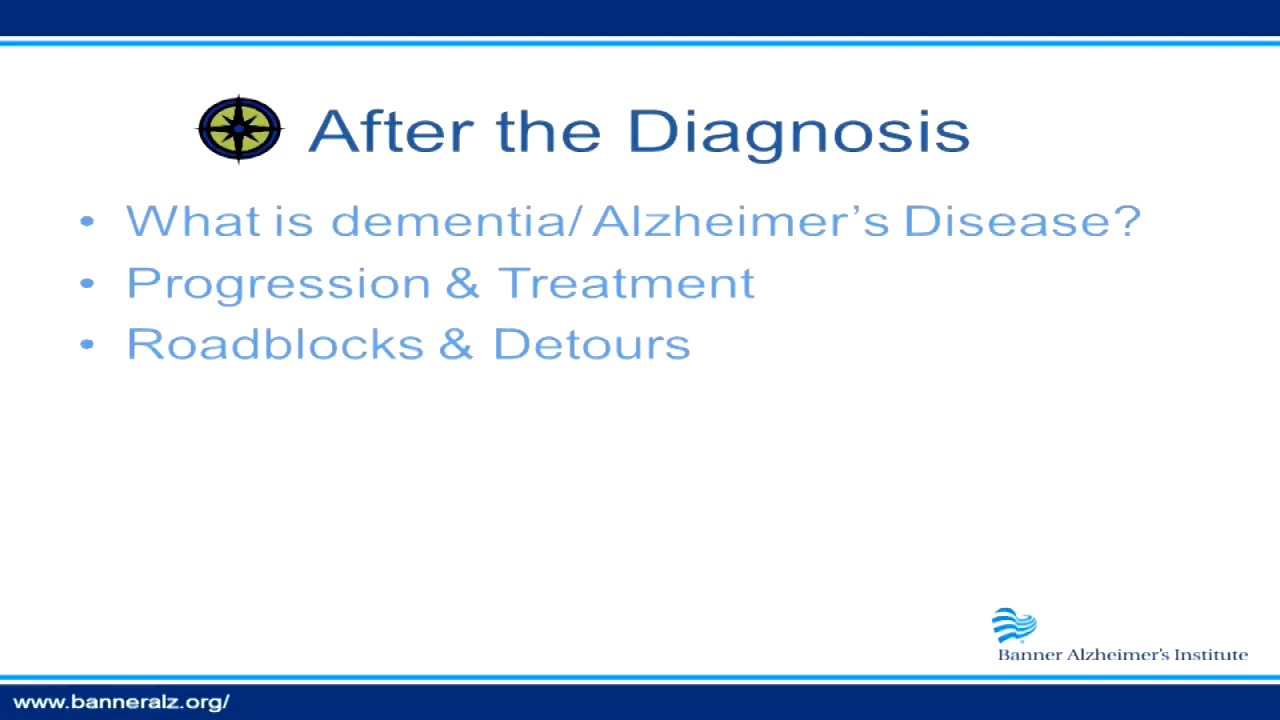 After the Diagnosis
• What is dementia/ Alzheimer’s Disease?
• Progression & Treatment
• Roadblocks & Detours
Banner Alzheimer's Institute
www.banneralz.org/